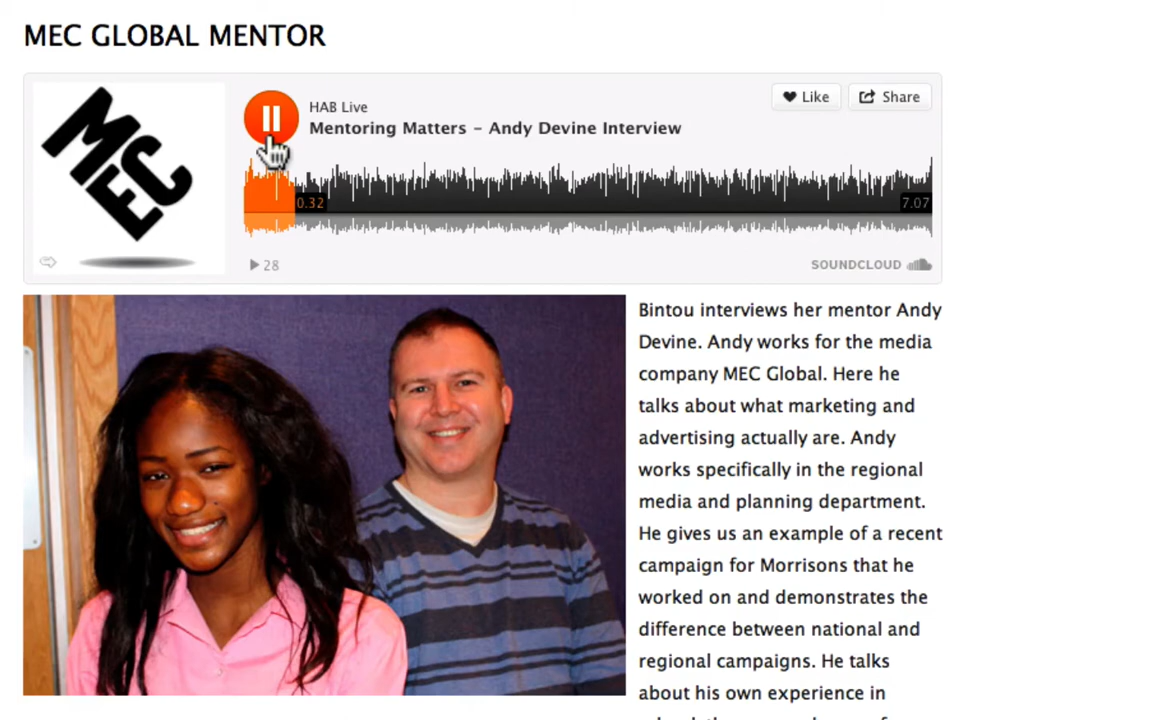 MEC GLOBAL MENTOR
MEC
HAB Live
Mentoring Matters – Andy Devine Interview
Like
Share
0.32
7.07
28
SOUNDCLOUD
Bintou interviews her mentor Andy
Devine. Andy works for the media
company MEC Global. Here he
talks about what marketing and
advertising actually are. Andy
works specifically in the regional
media and planning department.
He gives us an example of a recent
campaign for Morrisons that he
worked on and demonstrates the
difference between national and
regional campaigns. He talks
about his own experience in